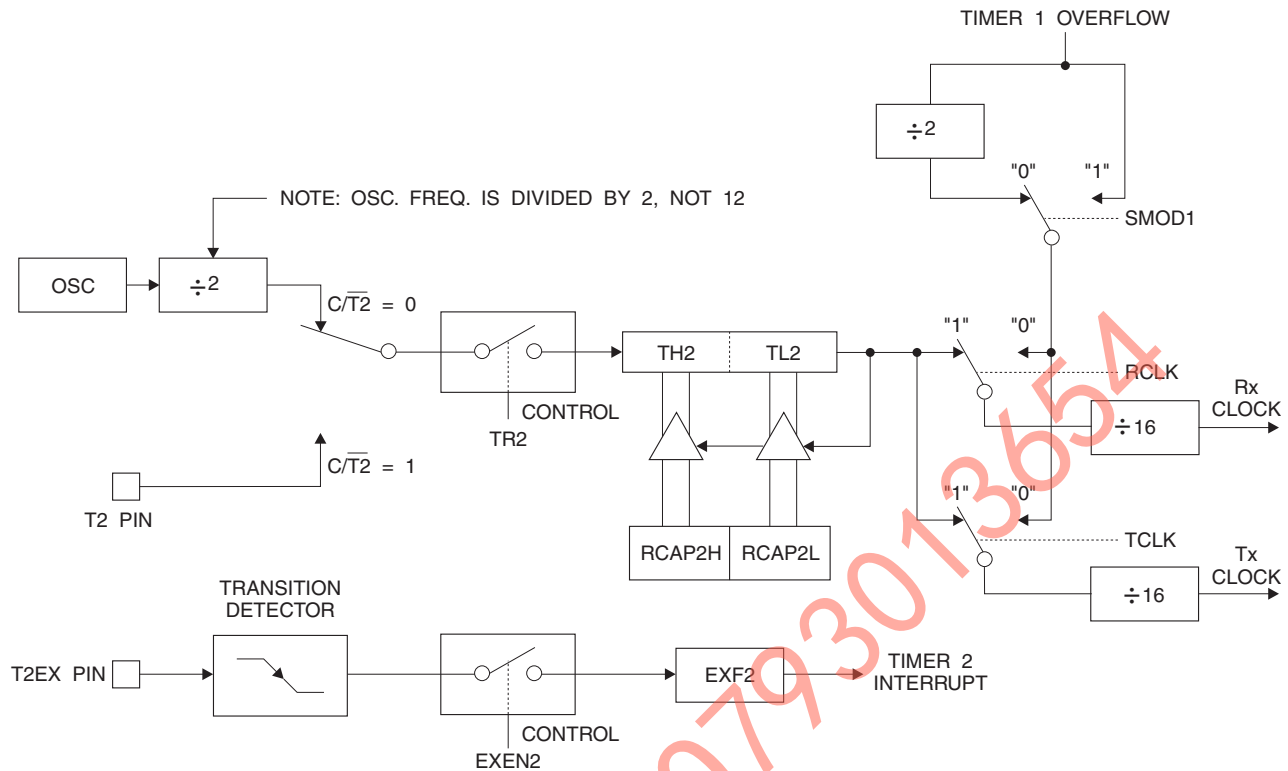 TIMER 1 OVERFLOW
÷2
"0" "1"
SMOD1
NOTE: OSC. FREQ. IS DIVIDED BY 2, NOT 12
OSC
÷2
C/T2̅ = 0
TH2 TL2
"1" "0"
RCLK
Rx
CLOCK
÷16
CONTROL
TR2
C/T2̅ = 1
T2 PIN
RCAP2H RCAP2L
"1" "0"
TCLK
Tx
CLOCK
÷16
TRANSITION
DETECTOR
T2EX PIN
EXF2
TIMER 2
INTERRUPT
CONTROL
EXEN2
0793013654